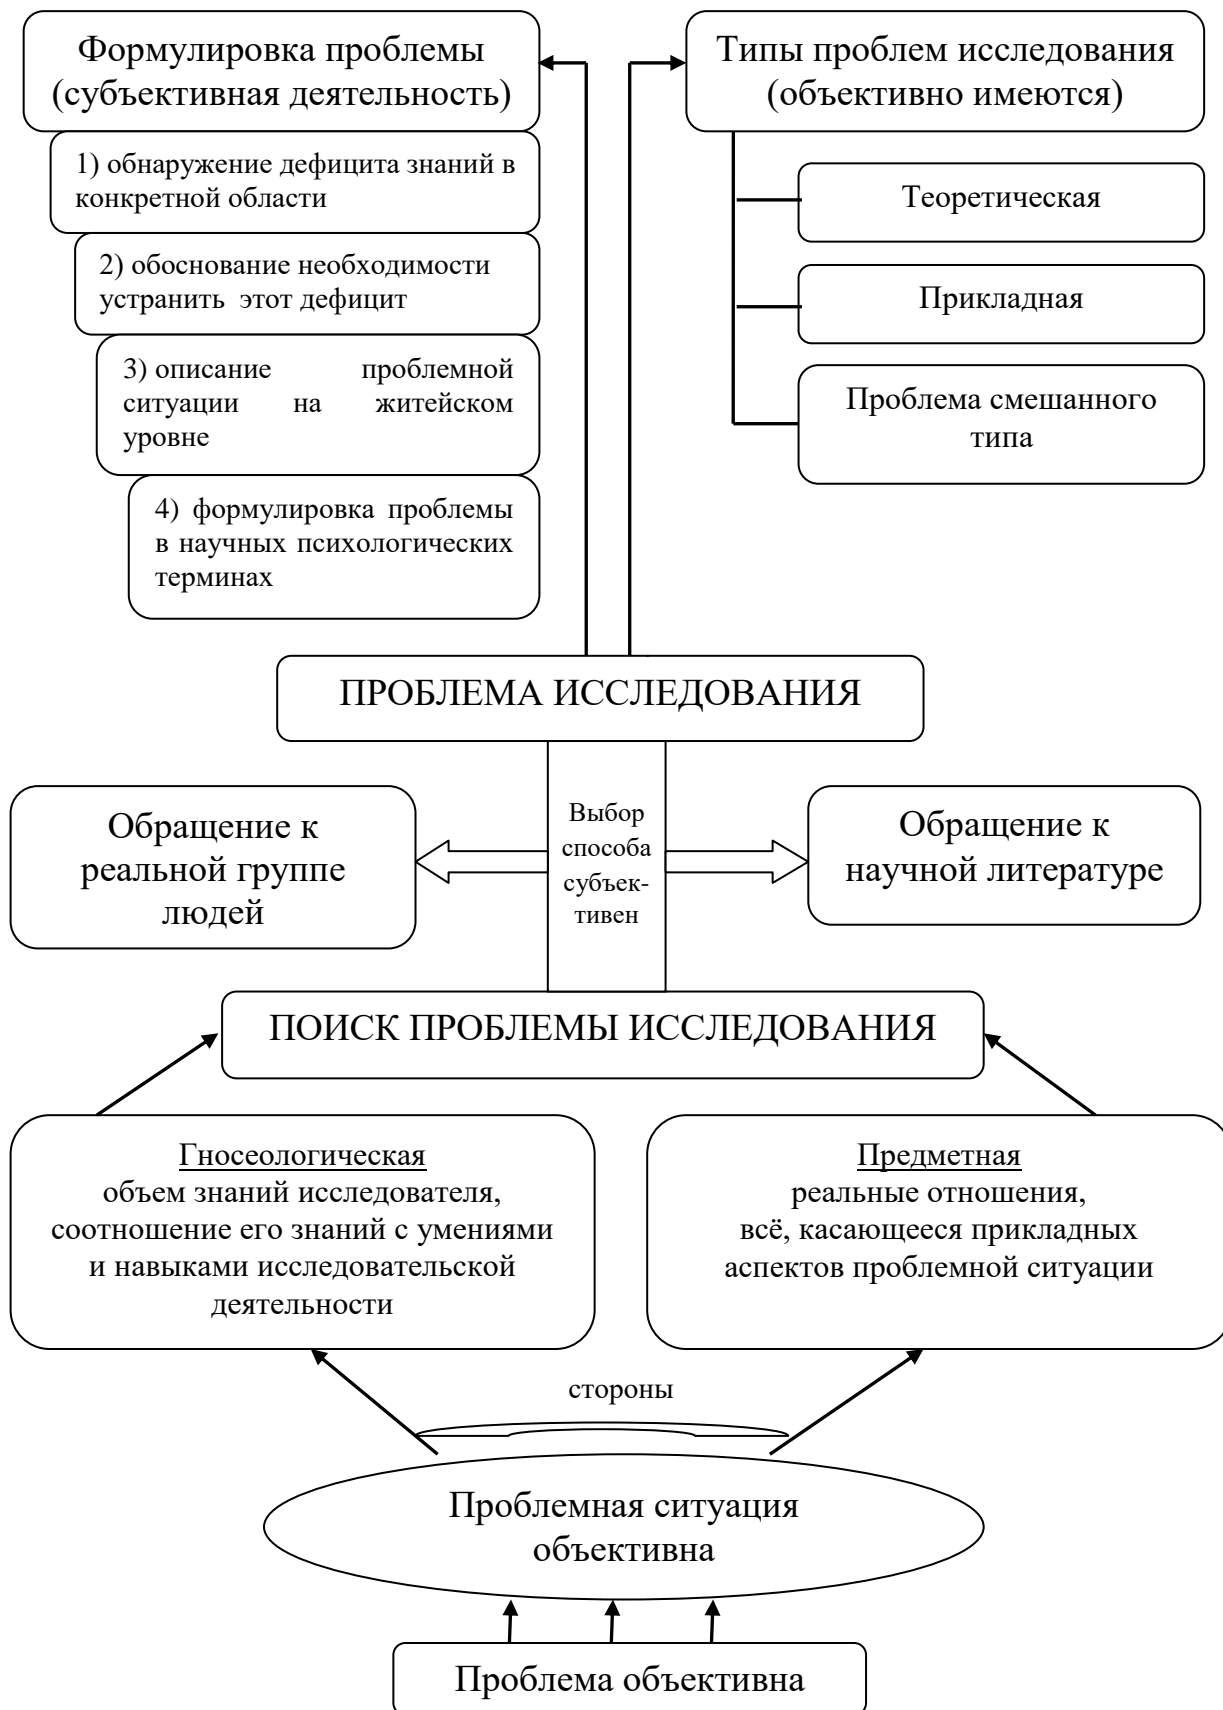 Формулировка проблемы
(субъективная деятельность)
1) обнаружение дефицита знаний в
конкретной области
2) обоснование необходимости
устранить этот дефицит
3) описание проблемной
ситуации на житейском
уровне
4) формулировка проблемы
в научных психологических
терминах
Типы проблем исследования
(объективно имеются)
Теоретическая
Прикладная
Проблема смешанного
типа
ПРОБЛЕМА ИССЛЕДОВАНИЯ
Обращение к
реальной группе
людей
Выбор
способа
субъек-
тивен
Обращение к
научной литературе
ПОИСК ПРОБЛЕМЫ ИССЛЕДОВАНИЯ
Гносеологическая
объем знаний исследователя,
соотношение его знаний с умениями
и навыками исследовательской
деятельности
Предметная
реальные отношения,
всё, касающееся прикладных
аспектов проблемной ситуации
стороны
Проблемная ситуация
объективна
Проблема объективна